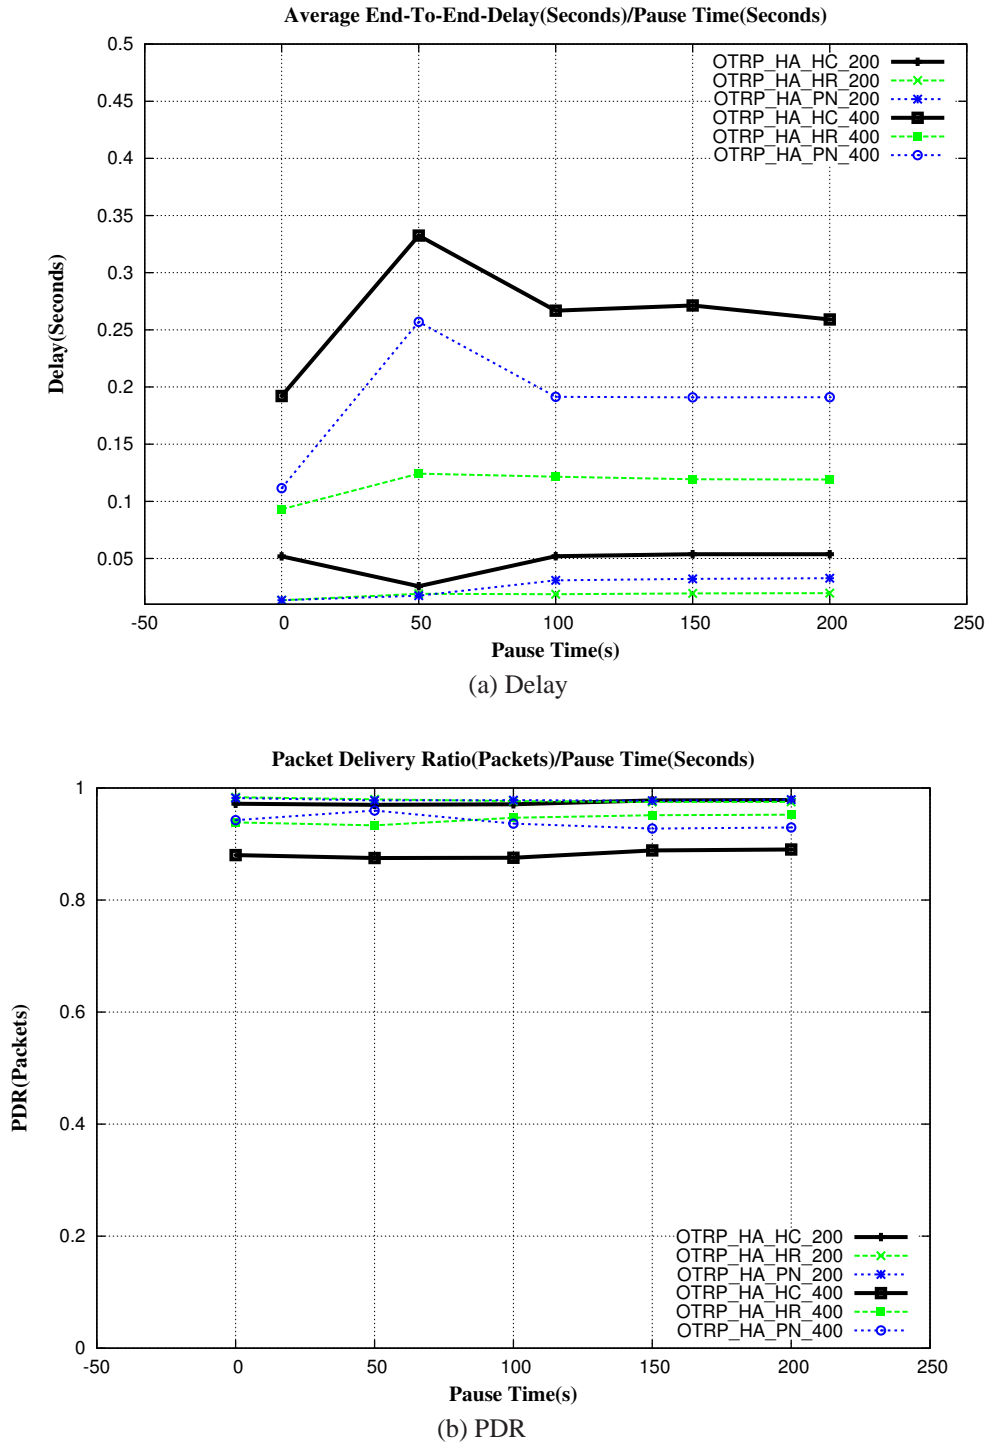 Average End-To-End-Delay(Seconds)/Pause Time(Seconds)
0.5
0.45
0.4
0.35
0.3
0.25
0.2
0.15
0.1
0.05
Delay(Seconds)
OTRP_HA_HC_200
OTRP_HA_HR_200
OTRP_HA_PN_200
OTRP_HA_HC_400
OTRP_HA_HR_400
OTRP_HA_PN_400
-50 0 50 100 150 200 250
Pause Time(s)
(a) Delay
Packet Delivery Ratio(Packets)/Pause Time(Seconds)
1
0.8
0.6
0.4
0.2
0
PDR(Packets)
OTRP_HA_HC_200
OTRP_HA_HR_200
OTRP_HA_PN_200
OTRP_HA_HC_400
OTRP_HA_HR_400
OTRP_HA_PN_400
-50 0 50 100 150 200 250
Pause Time(s)
(b) PDR